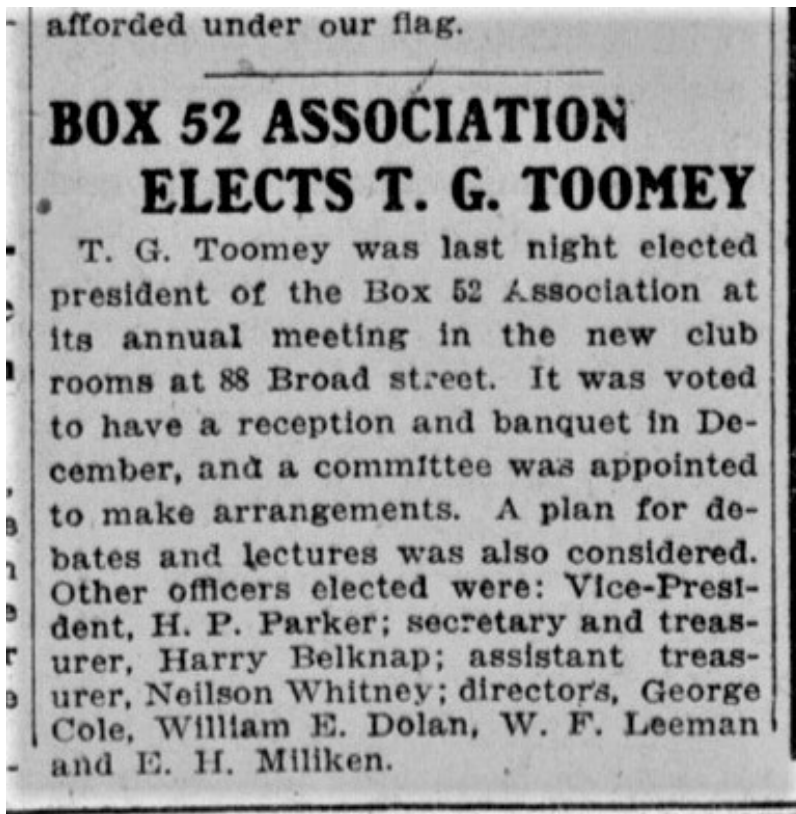 afforded under our flag.
BOX 52 ASSOCIATION
ELECTS T. G. TOOMEY
T. G. Toomey was last night elected
president of the Box 52 Association at
its annual meeting in the new club
rooms at 88 Broad street. It was voted
to have a reception and banquet in De-
cember, and a committee was appointed
to make arrangements. A plan for de-
bates and lectures was also considered.
Other officers elected were: Vice-Presi-
dent, H. P. Parker; secretary and treas-
urer, Harry Belknap; assistant treas-
urer, Neilson Whitney; directors, George
Cole, William E. Dolan, W. F. Leeman
and E. H. Miliken.